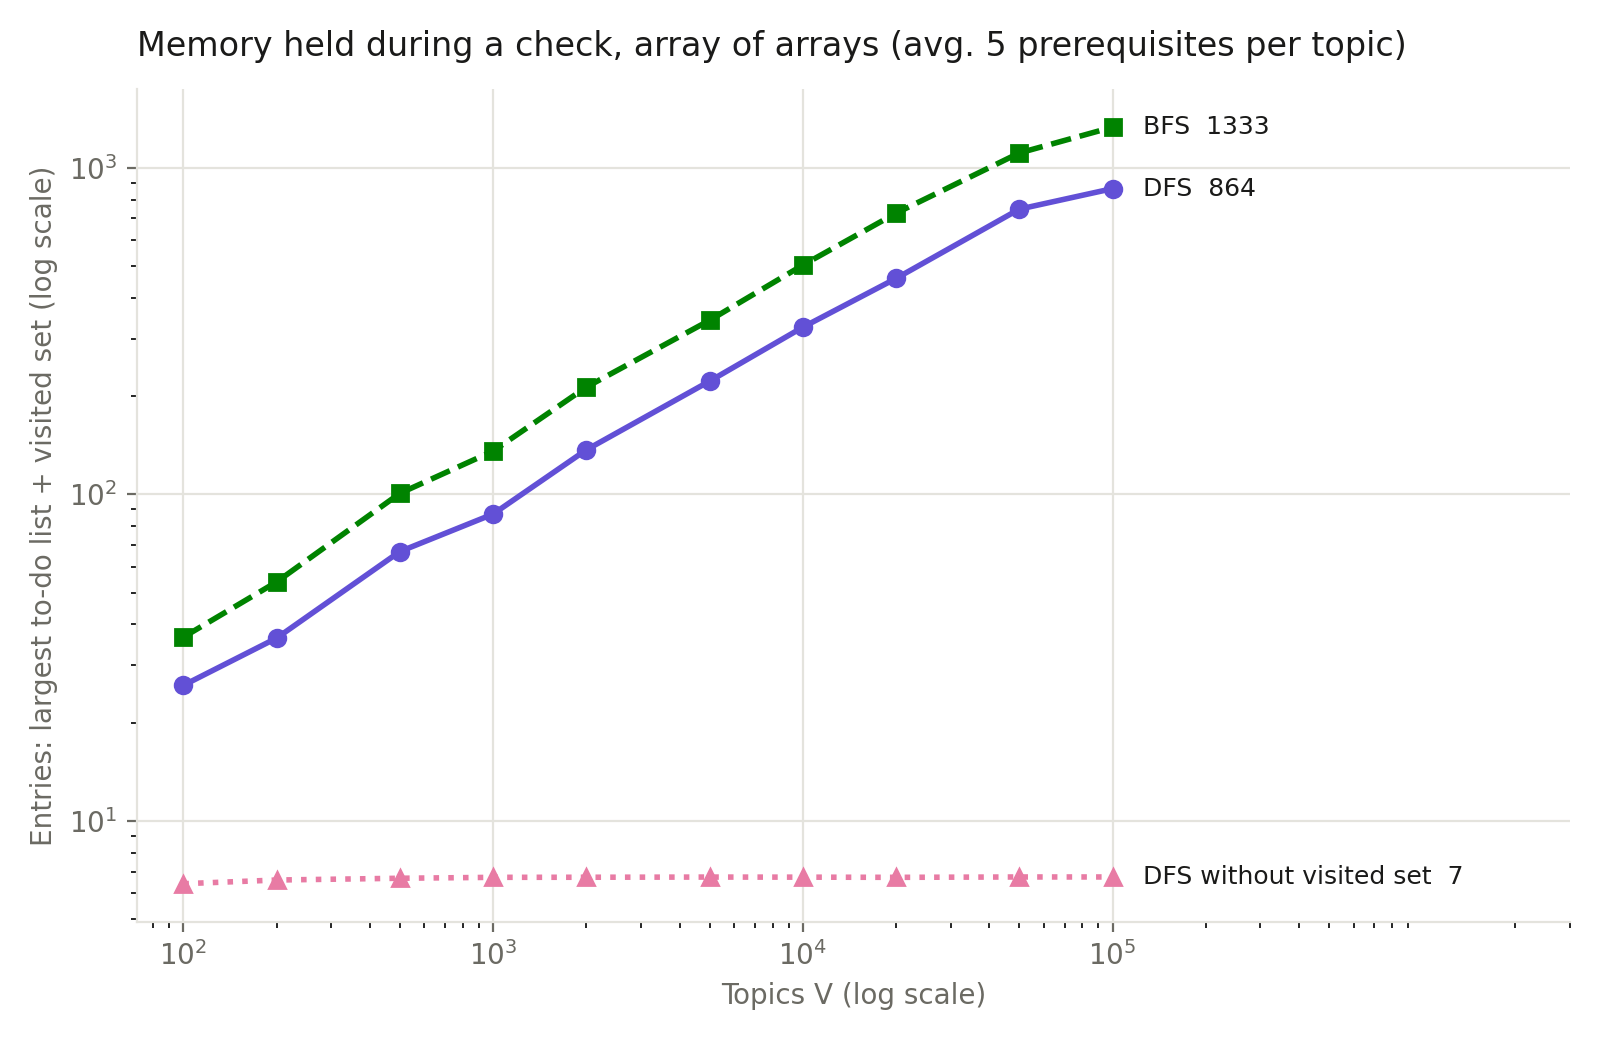 Memory held during a check, array of arrays (avg. 5 prerequisites per topic)
Entries: largest to-do list + visited set (log scale)
10³
10²
10¹
BFS 1333
DFS 864
DFS without visited set 7
10² 10³ 10⁴ 10⁵
Topics V (log scale)